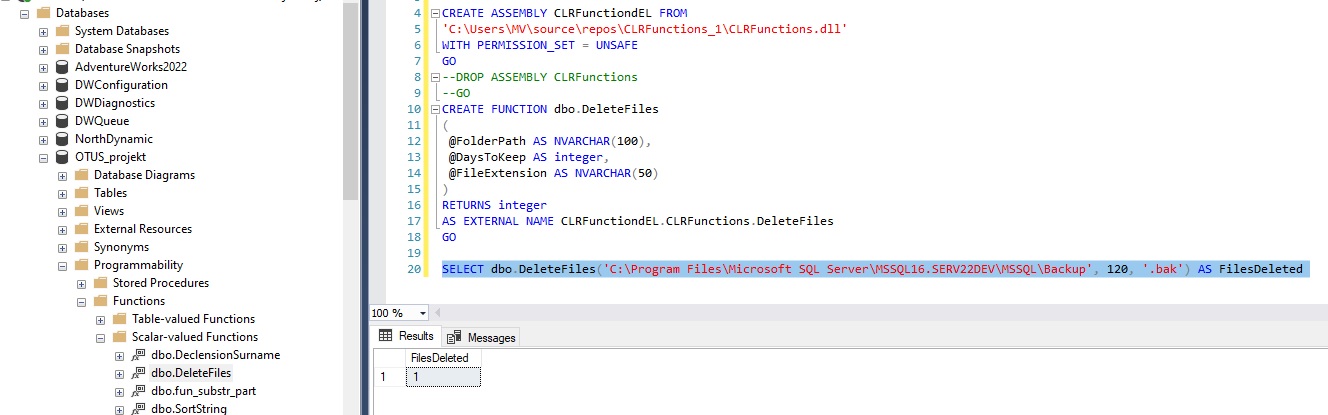 Databases
System Databases
Database Snapshots
AdventureWorks2022
DWConfiguration
DWDiagnostics
DWQueue
NorthDynamic
OTUS_projekt
Database Diagrams
Tables
Views
External Resources
Synonyms
Programmability
Stored Procedures
Functions
Table-valued Functions
Scalar-valued Functions
dbo.DeclensionSurname
dbo.DeleteFiles
dbo.fun_substr_part
dbo.SortString
4 CREATE ASSEMBLY CLRFunctiondEL FROM
5 'C:\Users\MV\source\repos\CLRFunctions_1\CLRFunctions.dll'
6 WITH PERMISSION_SET = UNSAFE
7 GO
8 --DROP ASSEMBLY CLRFunctions
9 --GO
10 CREATE FUNCTION dbo.DeleteFiles
11 (
12 @FolderPath AS NVARCHAR(100),
13 @DaysToKeep AS integer,
14 @FileExtension AS NVARCHAR(50)
15 )
16 RETURNS integer
17 AS EXTERNAL NAME CLRFunctiondEL.CLRFunctions.DeleteFiles
18 GO
19
20 SELECT dbo.DeleteFiles('C:\Program Files\Microsoft SQL Server\MSSQL16.SERV22DEV\MSSQL\Backup', 120, '.bak') AS FilesDeleted
100 %
Results Messages
FilesDeleted
1 1